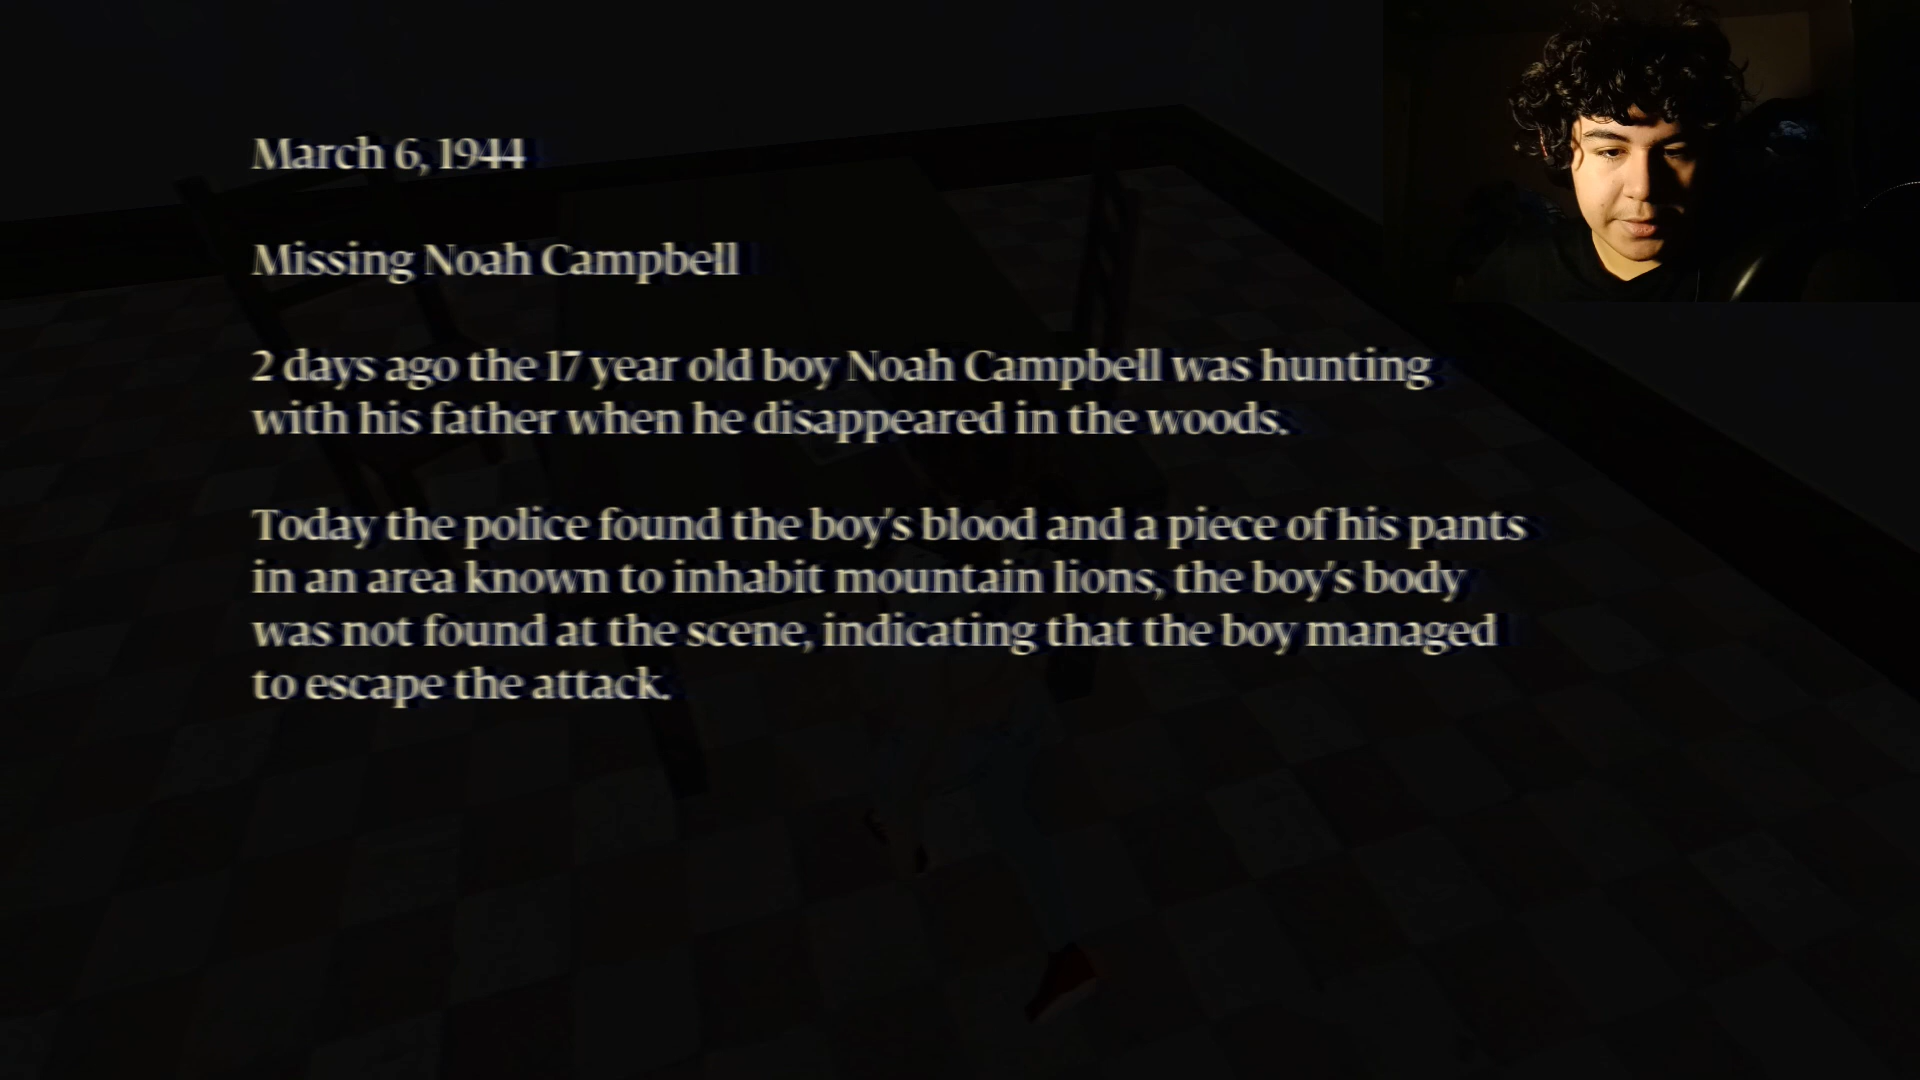 March 6, 1944
Missing Noah Campbell
2 days ago the 17 year old boy Noah Campbell was hunting
with his father when he disappeared in the woods.
Today the police found the boy's blood and a piece of his pants
in an area known to inhabit mountain lions, the boy's body
was not found at the scene, indicating that the boy managed
to escape the attack.